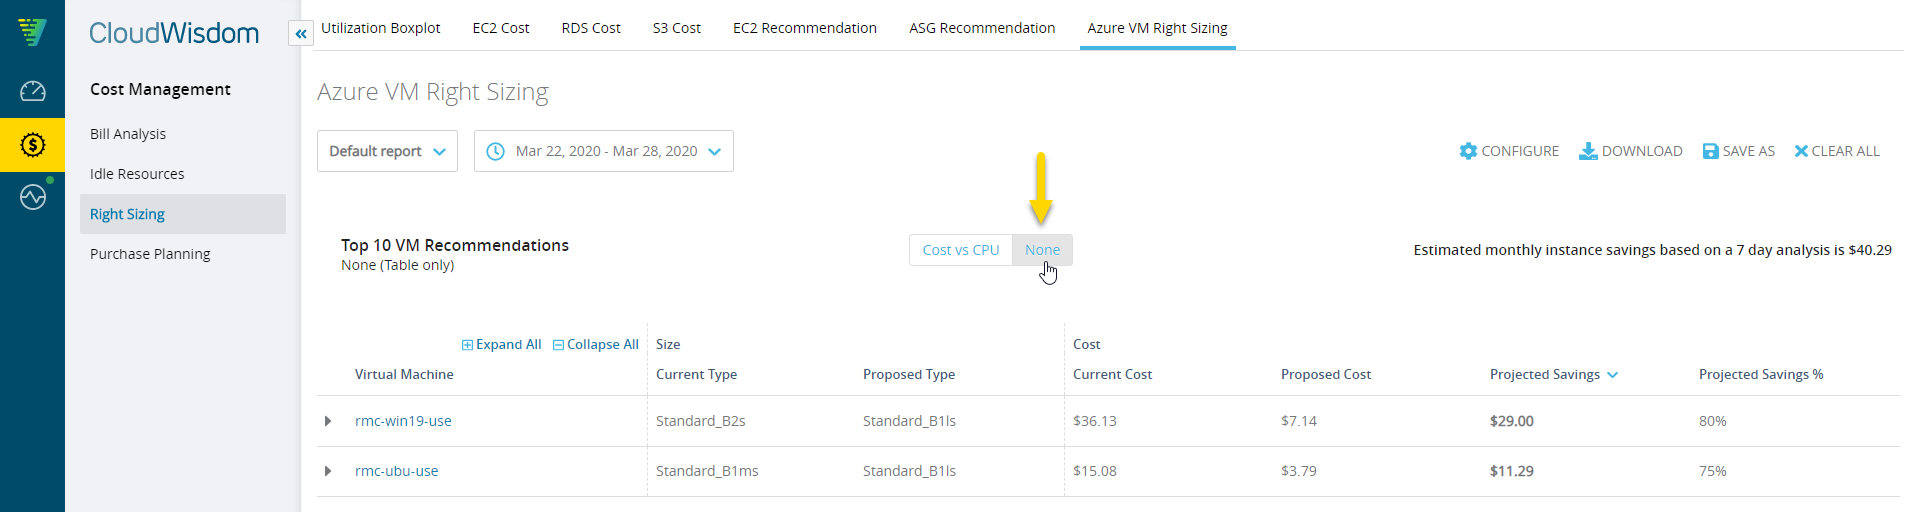 CloudWisdom
Cost Management
Bill Analysis
Idle Resources
Right Sizing
Purchase Planning
«
Utilization Boxplot EC2 Cost RDS Cost S3 Cost EC2 Recommendation ASG Recommendation Azure VM Right Sizing
Azure VM Right Sizing
Default report Mar 22, 2020 - Mar 28, 2020 CONFIGURE DOWNLOAD SAVE AS CLEAR ALL
Top 10 VM Recommendations
None (Table only)
Cost vs CPU None
Estimated monthly instance savings based on a 7 day analysis is $40.29
Expand All Collapse All Size Cost
Virtual Machine Current Type Proposed Type Current Cost Proposed Cost Projected Savings Projected Savings %
rmc-win19-use Standard_B2s Standard_B1ls $36.13 $7.14 $29.00 80%
rmc-ubu-use Standard_B1ms Standard_B1ls $15.08 $3.79 $11.29 75%